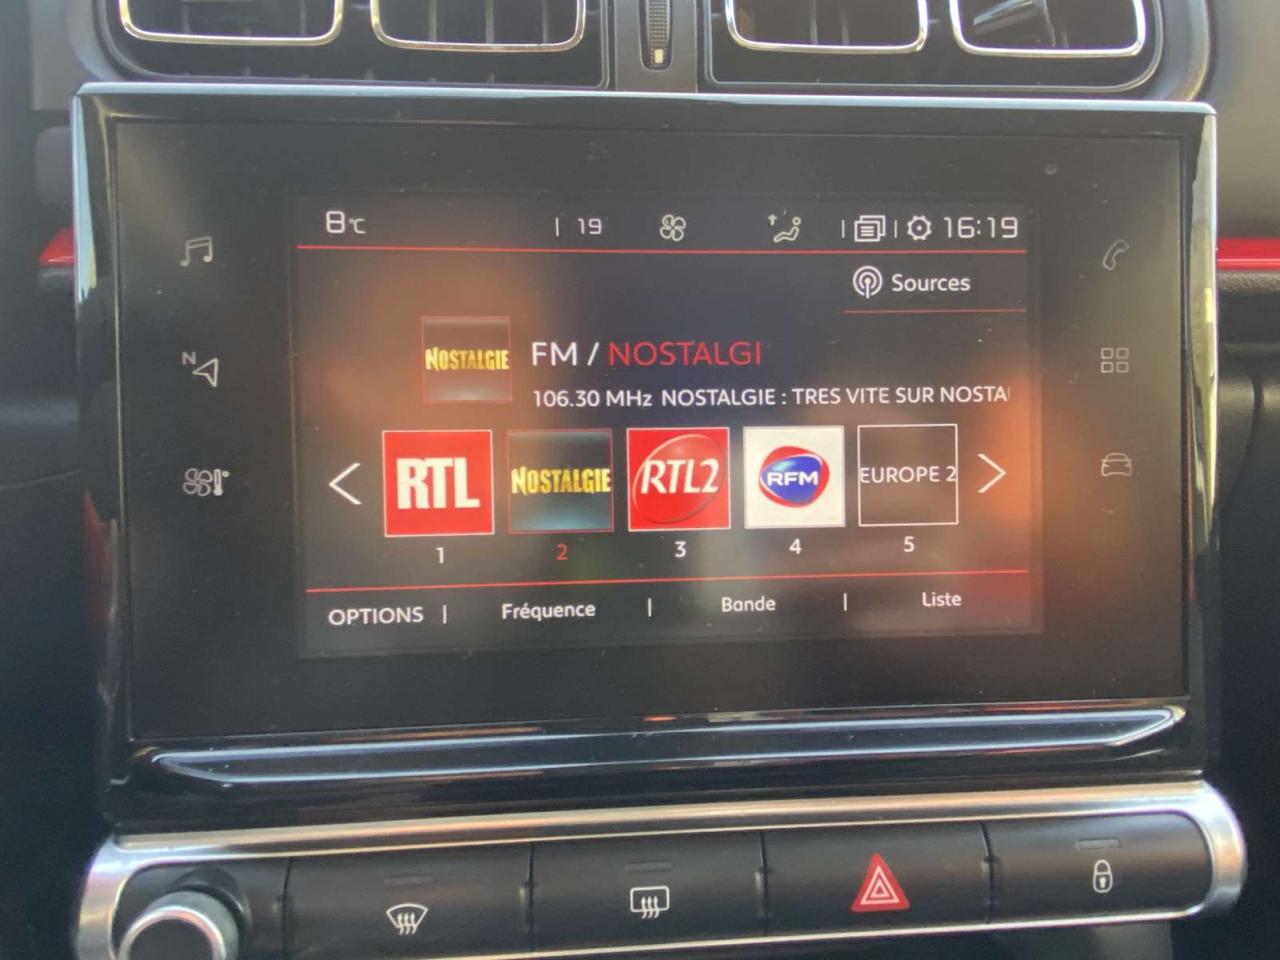 8°C | 19 | | 16:19
Sources
NOSTALGIE
FM / NOSTALGI
106.30 MHz NOSTALGIE : TRES VITE SUR NOSTA
N
RTL NOSTALGIE RTL2 RFM EUROPE 2
1 2 3 4 5
OPTIONS | Fréquence | Bande | Liste